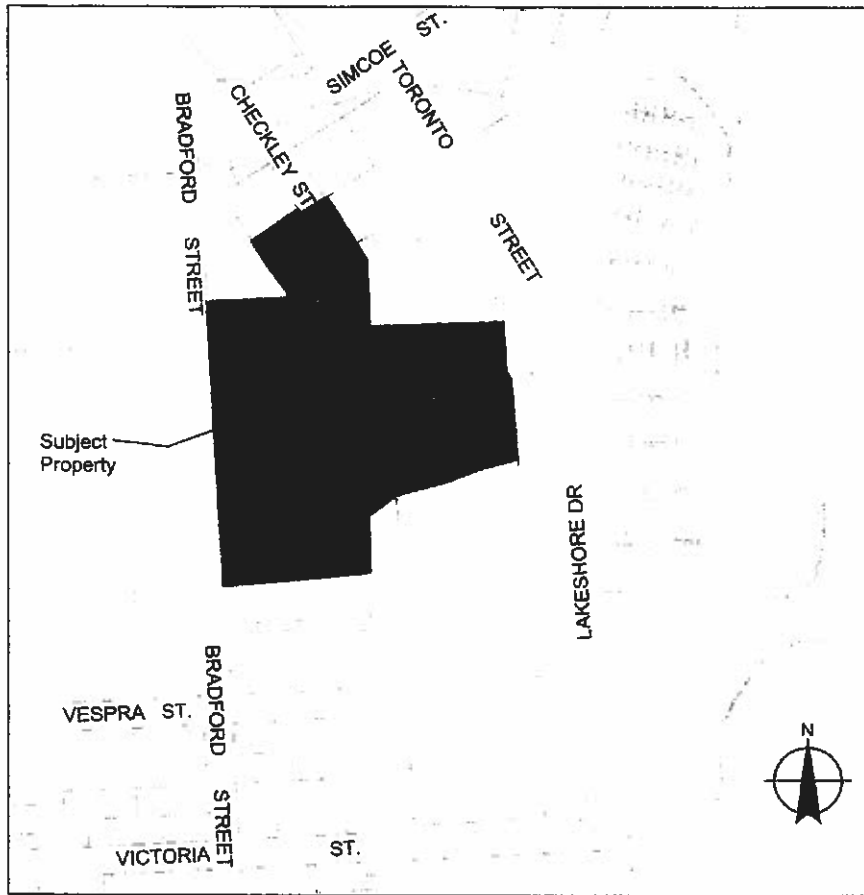 SIMCOE ST.
TORONTO STREET
CHECKLEY ST.
BRADFORD STREET
Subject
Property
LAKESHORE DR
BRADFORD STREET
VESPRA ST.
N
VICTORIA ST.